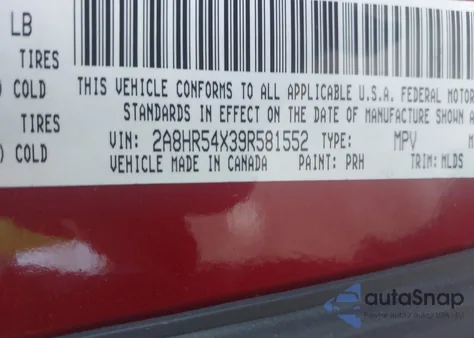 LB
TIRES
) COLD THIS VEHICLE CONFORMS TO ALL APPLICABLE U.S.A. FEDERAL MOTOR
STANDARDS IN EFFECT ON THE DATE OF MANUFACTURE SHOWN A
TIRES VIN: 2A8HR54X39R581552 TYPE: MPV M
) COLD VEHICLE MADE IN CANADA PAINT: PRH TRIM: MLDS
autoSnap